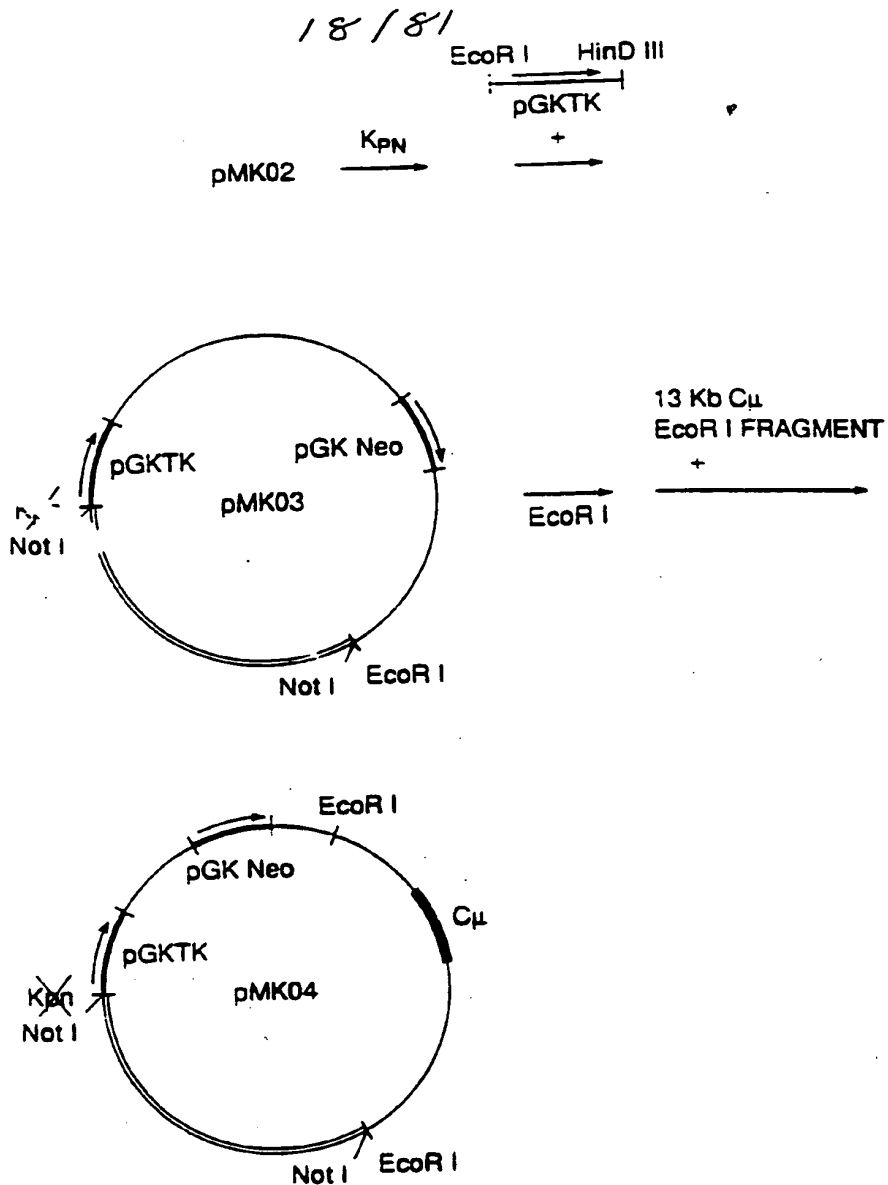 18/81
EcoR I HinD III
pGKTK
+
pMK02 KPN
pGKTK
pGK Neo
pMK03
Not I
Not I EcoR I
EcoR I
13 Kb Cμ
EcoR I FRAGMENT
+
EcoR I
pGK Neo
Cμ
pGKTK
pMK04
Kpn
Not I
Not I EcoR I